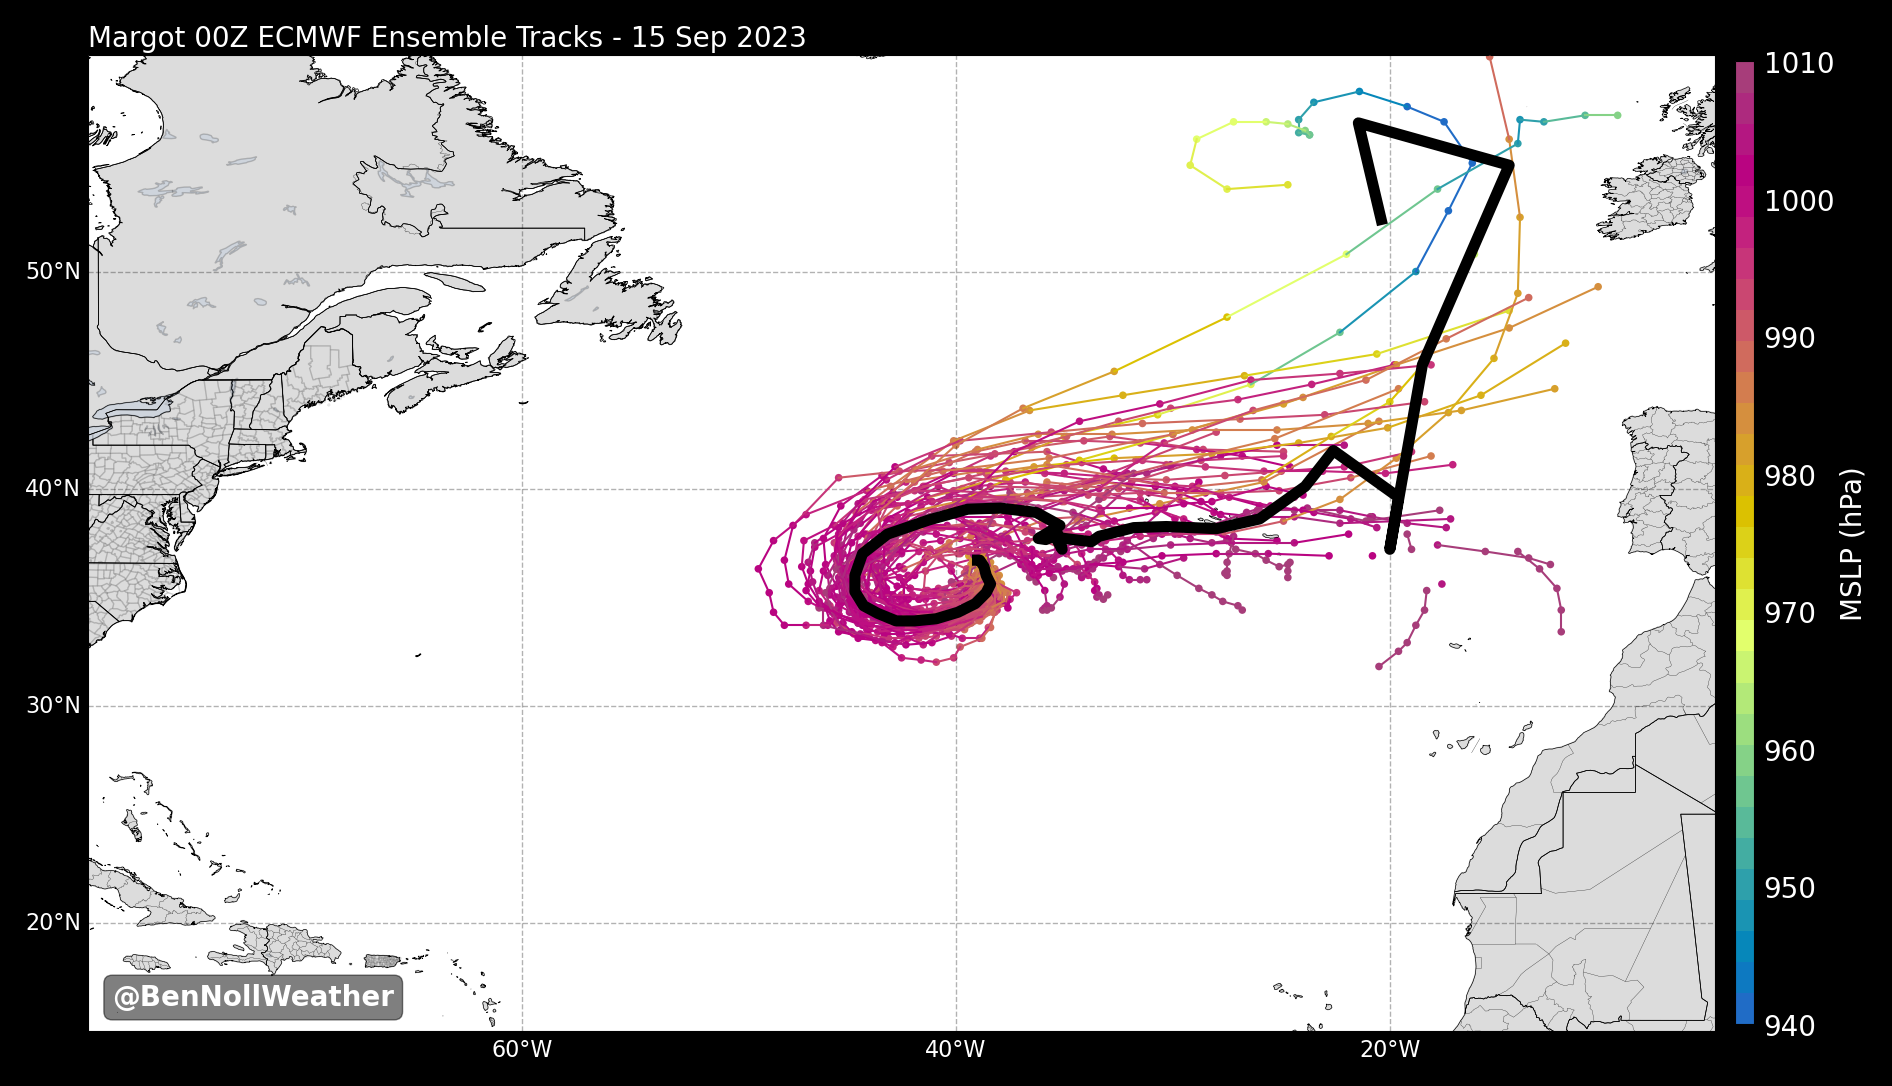 Margot 00Z ECMWF Ensemble Tracks - 15 Sep 2023
1010
1000
990
980
970
960
950
940
MSLP (hPa)
50°N
40°N
30°N
20°N
60°W
40°W
20°W
@BenNollWeather